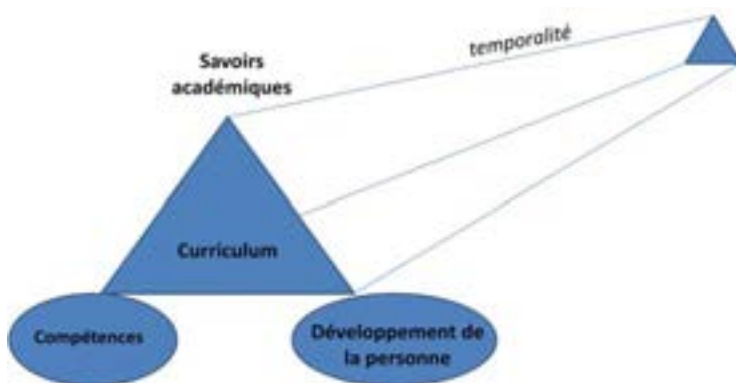 temporalité
Savoirs
académiques
Curriculum
Compétences
Développement de
la personne